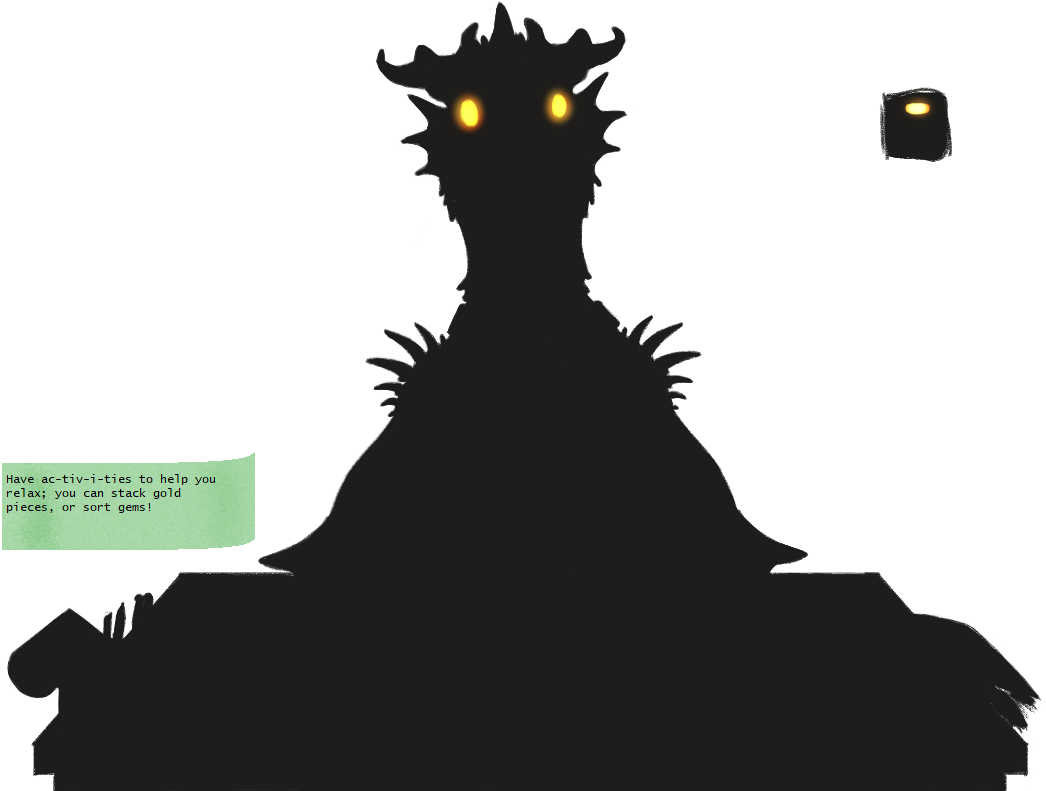 Have ac-tiv-i-ties to help you
relax; you can stack gold
pieces, or sort gems!